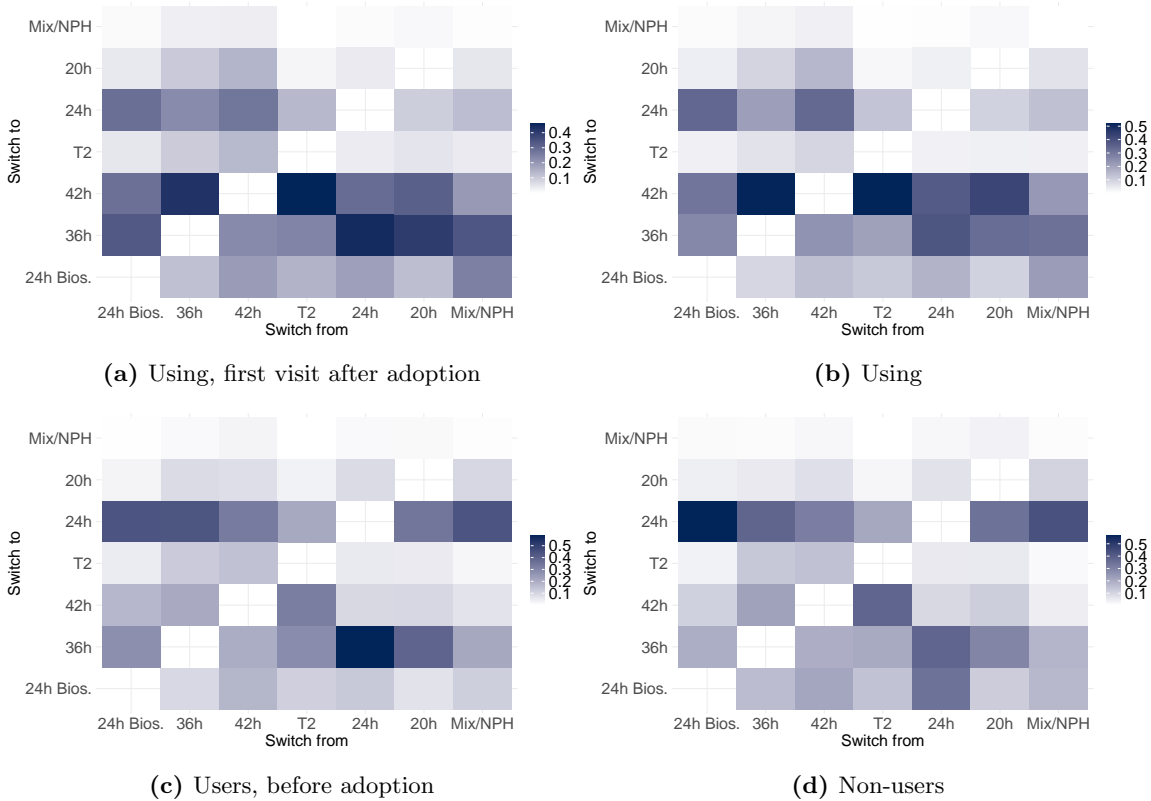 Mix/NPH
20h
24h
T2
42h
36h
24h Bios.
Switch to
24h Bios. 36h 42h T2 24h 20h Mix/NPH
Switch from
0.4
0.3
0.2
0.1
(a) Using, first visit after adoption
Mix/NPH
20h
24h
T2
42h
36h
24h Bios.
Switch to
24h Bios. 36h 42h T2 24h 20h Mix/NPH
Switch from
0.5
0.4
0.3
0.2
0.1
(b) Using
Mix/NPH
20h
24h
T2
42h
36h
24h Bios.
Switch to
24h Bios. 36h 42h T2 24h 20h Mix/NPH
Switch from
0.5
0.4
0.3
0.2
0.1
(c) Users, before adoption
Mix/NPH
20h
24h
T2
42h
36h
24h Bios.
Switch to
24h Bios. 36h 42h T2 24h 20h Mix/NPH
Switch from
0.5
0.4
0.3
0.2
0.1
(d) Non-users